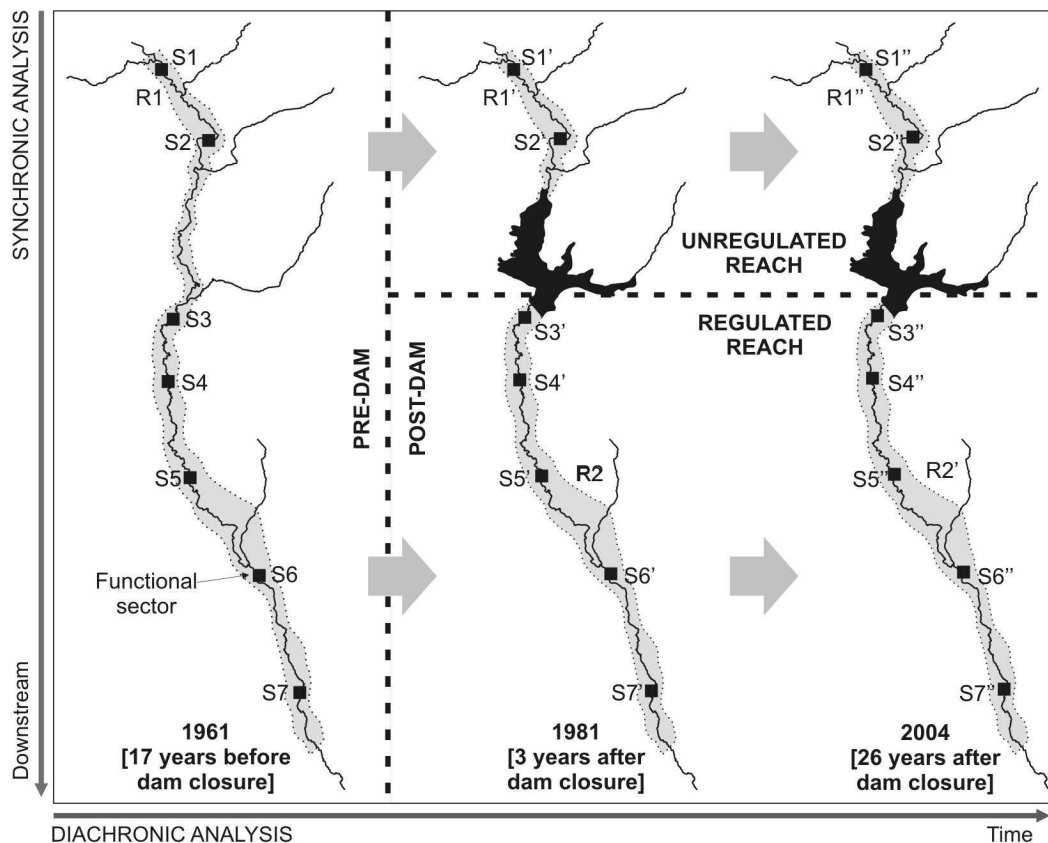 SYNCHRONIC ANALYSIS
Downstream
S1
R1
S2
S3
S4
S5
Functional
sector
S6
S7
1961
[17 years before
dam closure]
PRE-DAM
POST-DAM
S1’
R1’
S2’
UNREGULATED
REACH
REGULATED
REACH
S3’
S4’
S5’
R2
S6’
S7’
1981
[3 years after
dam closure]
S1’’
R1’’
S2’’
S3’’
S4’’
S5’’
R2’
S6’’
S7’’
2004
[26 years after
dam closure]
DIACHRONIC ANALYSIS
Time